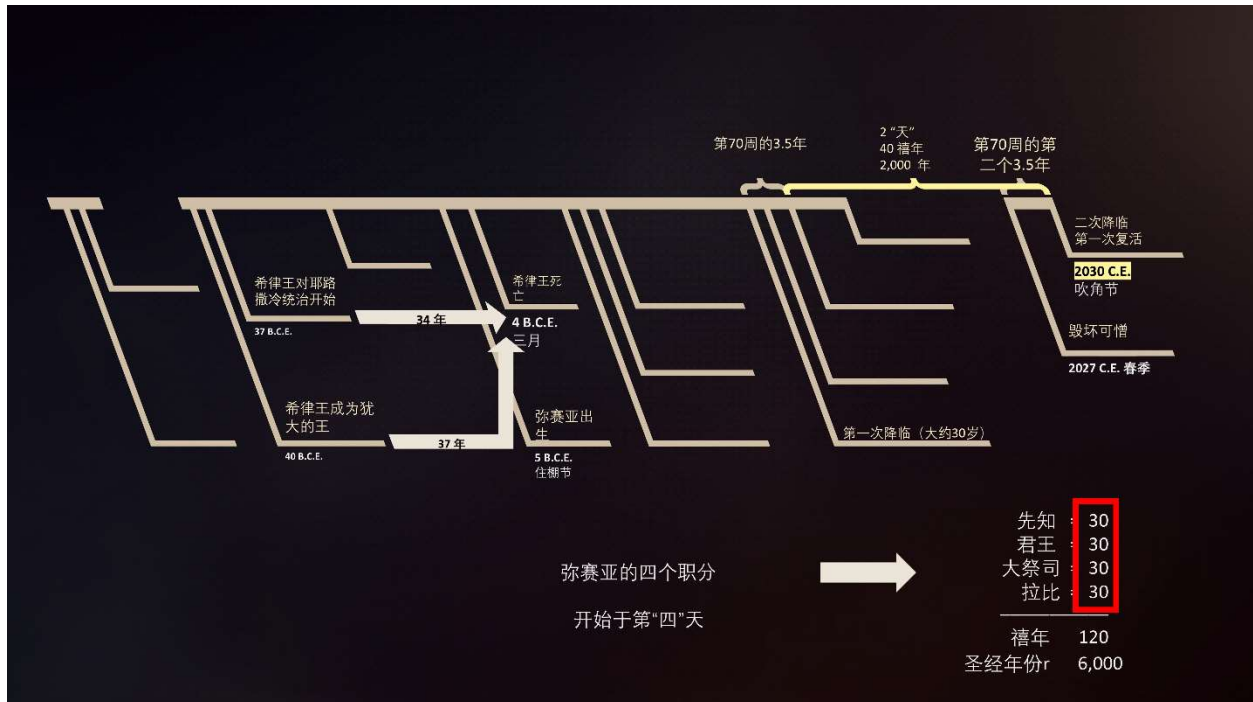 第70周的3.5年
2 “天”
40 禧年
2,000 年
第70周的第
二个3.5年
二次降临
第一次复活
2030 C.E.
吹角节
毁坏可憎
2027 C.E. 春季
希律王对耶路
撒冷统治开始
37 B.C.E.
34 年
希律王死
亡
4 B.C.E.
三月
希律王成为犹
大的王
40 B.C.E.
37 年
弥赛亚出
生
5 B.C.E.
住棚节
第一次降临（大约30岁）
弥赛亚的四个职分
开始于第“四”天
先知 = 30
君王 = 30
大祭司 = 30
拉比 = 30
禧年 120
圣经年份r 6,000